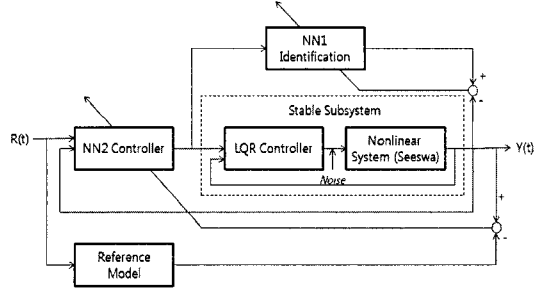 NN1
Identification
+
-
Stable Subsystem
R(t)
NN2 Controller
LQR Controller
Nonlinear
System (Seeswa)
Y(t)
Noise
+
-
Reference
Model